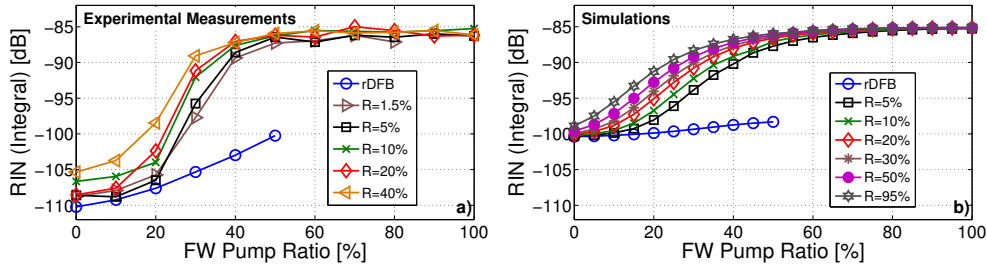 Experimental Measurements
RIN (Integral) [dB]
−85
−90
−95
−100
−105
−110
rDFB
R=1.5%
R=5%
R=10%
R=20%
R=40%
a)
0 20 40 60 80 100
FW Pump Ratio [%]
Simulations
RIN (Integral) [dB]
−85
−90
−95
−100
−105
−110
rDFB
R=5%
R=10%
R=20%
R=30%
R=50%
R=95%
b)
0 20 40 60 80 100
FW Pump Ratio [%]